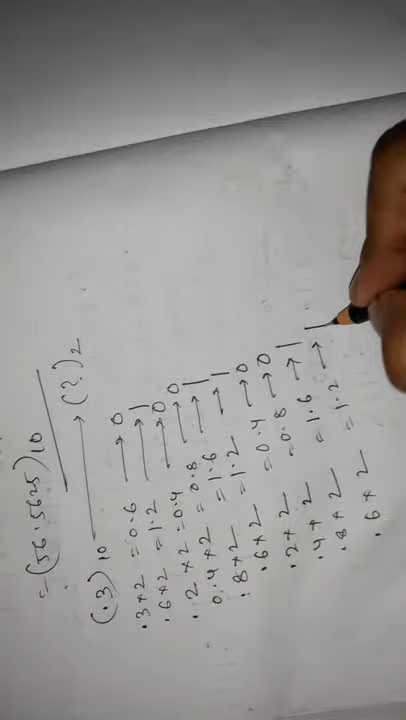 = (56.5625)10
(.3)10 → (?.)2
.3*2 = 0.6 → 0
.6*2 = 1.2 → 1
.2*2 = 0.4 → 0
0.4*2 = 0.8 → 0
.8*2 = 1.6 → 1
.6*2 = 1.2 → 1
.2*2 = 0.4 → 0
.4*2 = 0.8 → 0
.8*2 = 1.6 → 1
.6*2 = 1.2 → 1